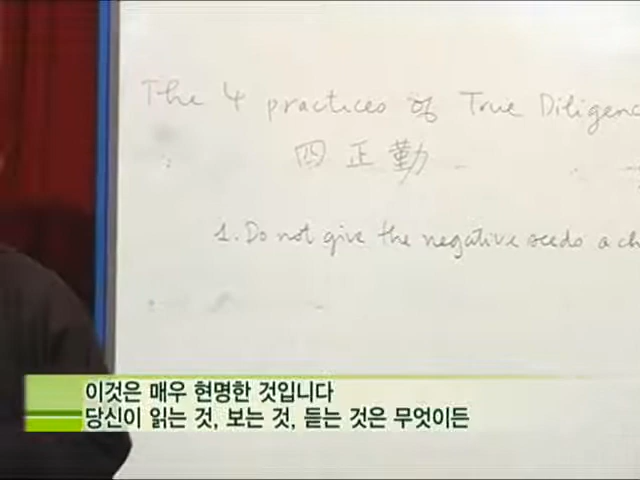 The 4 practices of True Diligenc
四正勤
1. Do not give the negative seeds a ch
이것은 매우 현명한 것입니다
당신이 읽는 것, 보는 것, 듣는 것은 무엇이든